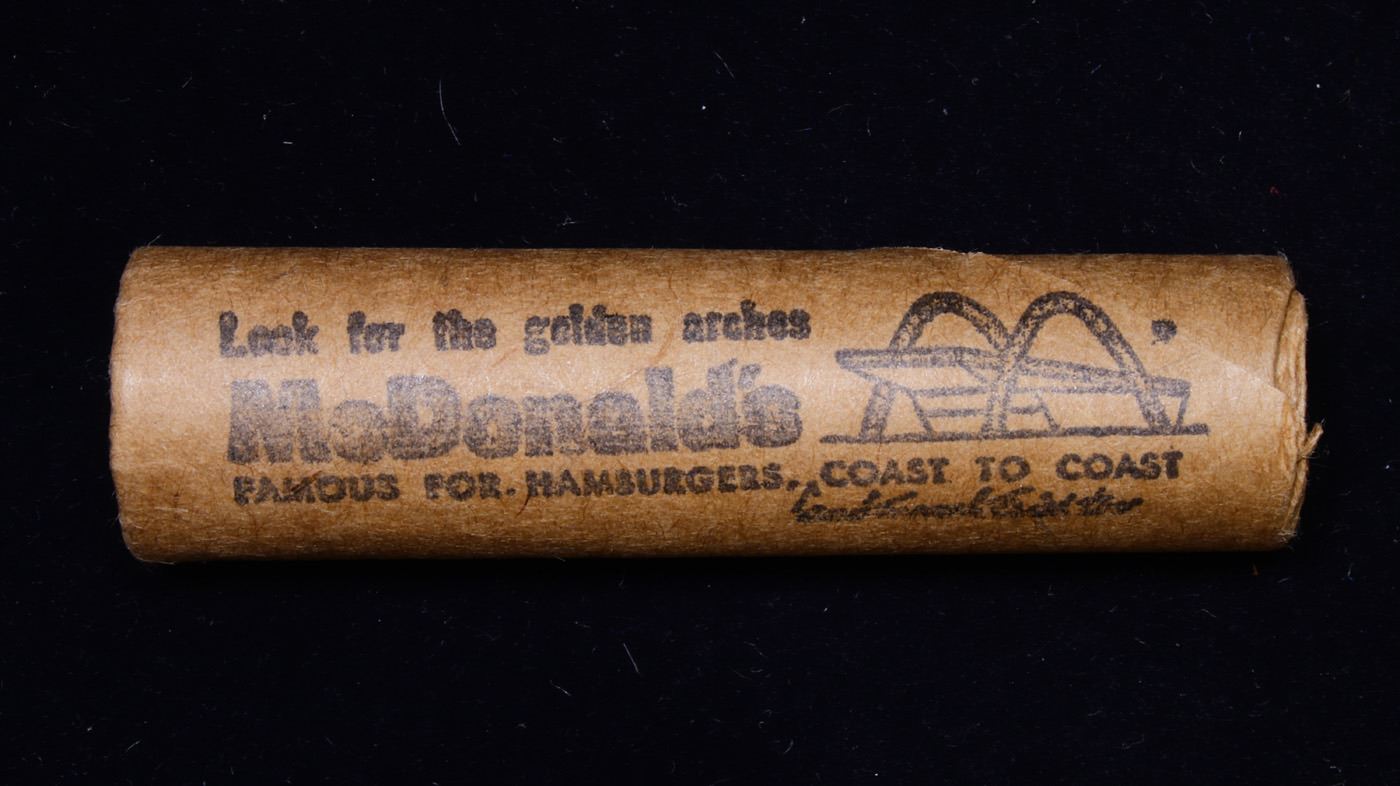 Look for the golden arches
McDonald's
FAMOUS FOR HAMBURGERS, COAST TO COAST